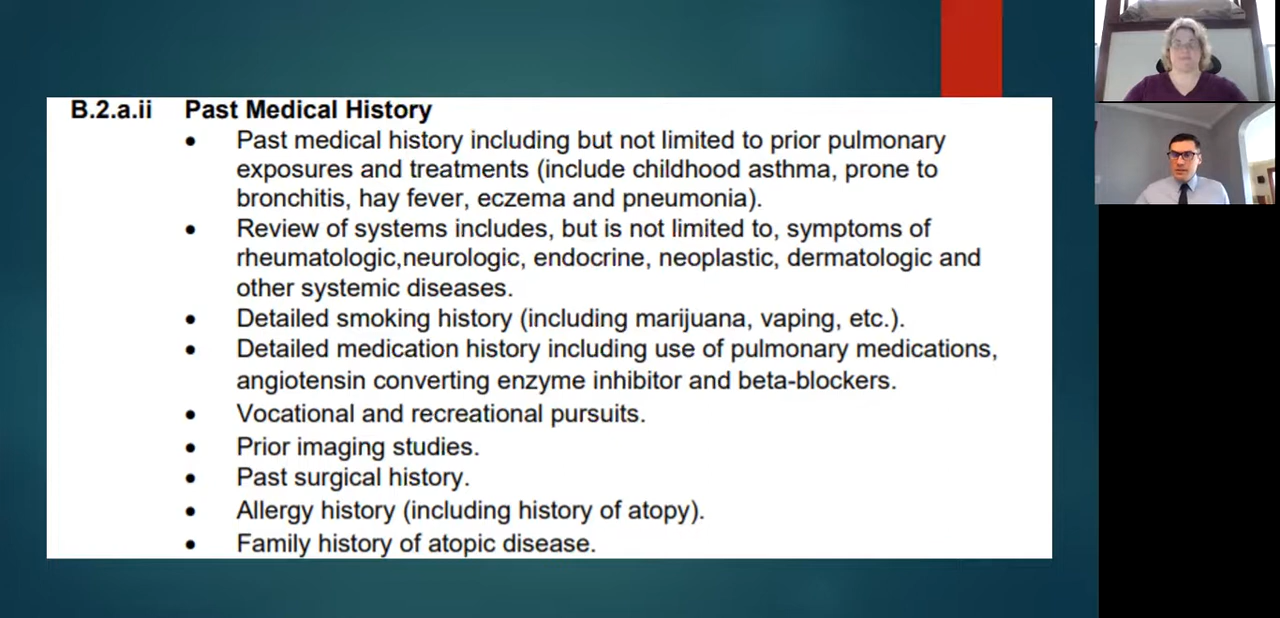 B.2.a.ii Past Medical History
• Past medical history including but not limited to prior pulmonary
exposures and treatments (include childhood asthma, prone to
bronchitis, hay fever, eczema and pneumonia).
• Review of systems includes, but is not limited to, symptoms of
rheumatologic,neurologic, endocrine, neoplastic, dermatologic and
other systemic diseases.
• Detailed smoking history (including marijuana, vaping, etc.).
• Detailed medication history including use of pulmonary medications,
angiotensin converting enzyme inhibitor and beta-blockers.
• Vocational and recreational pursuits.
• Prior imaging studies.
• Past surgical history.
• Allergy history (including history of atopy).
• Family history of atopic disease.